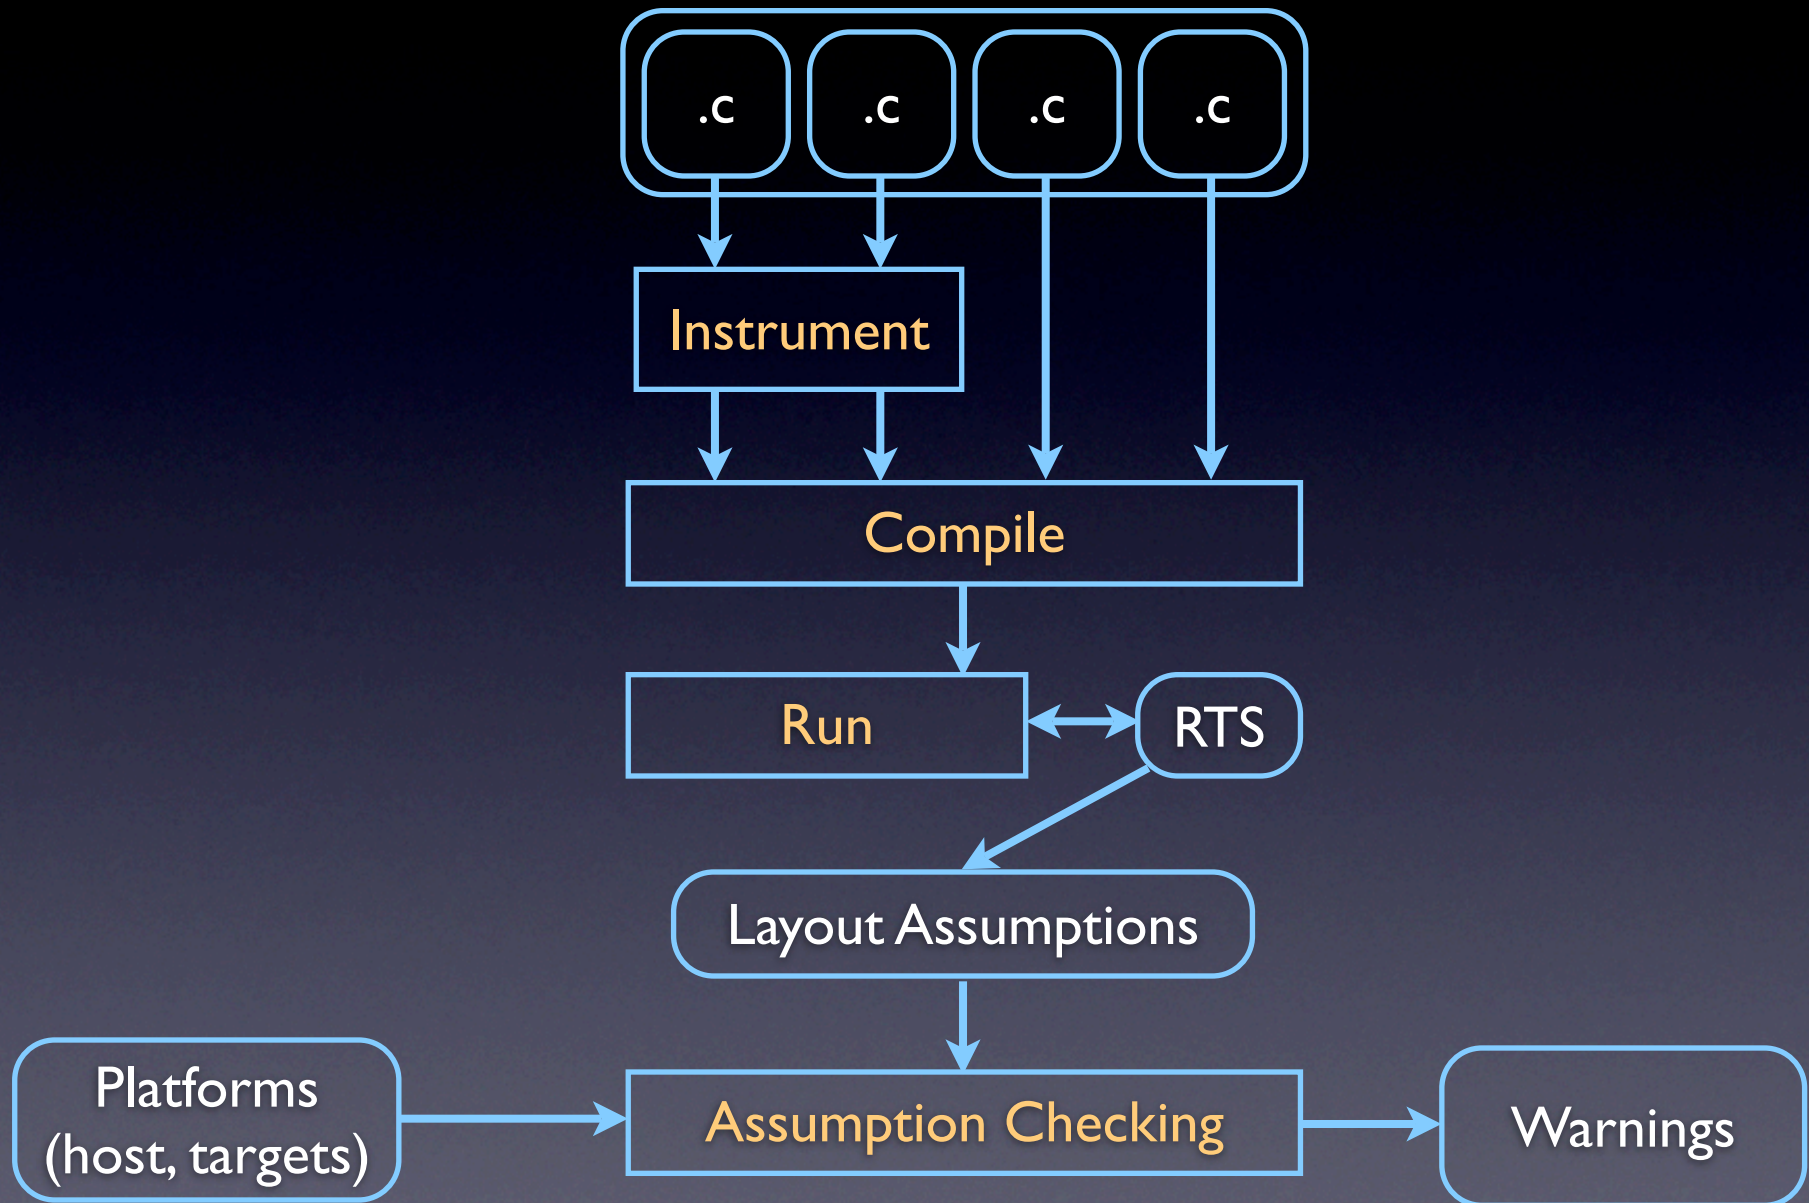 .c
.c
.c
.c
Instrument
Compile
Run
RTS
Layout Assumptions
Platforms
(host, targets)
Assumption Checking
Warnings